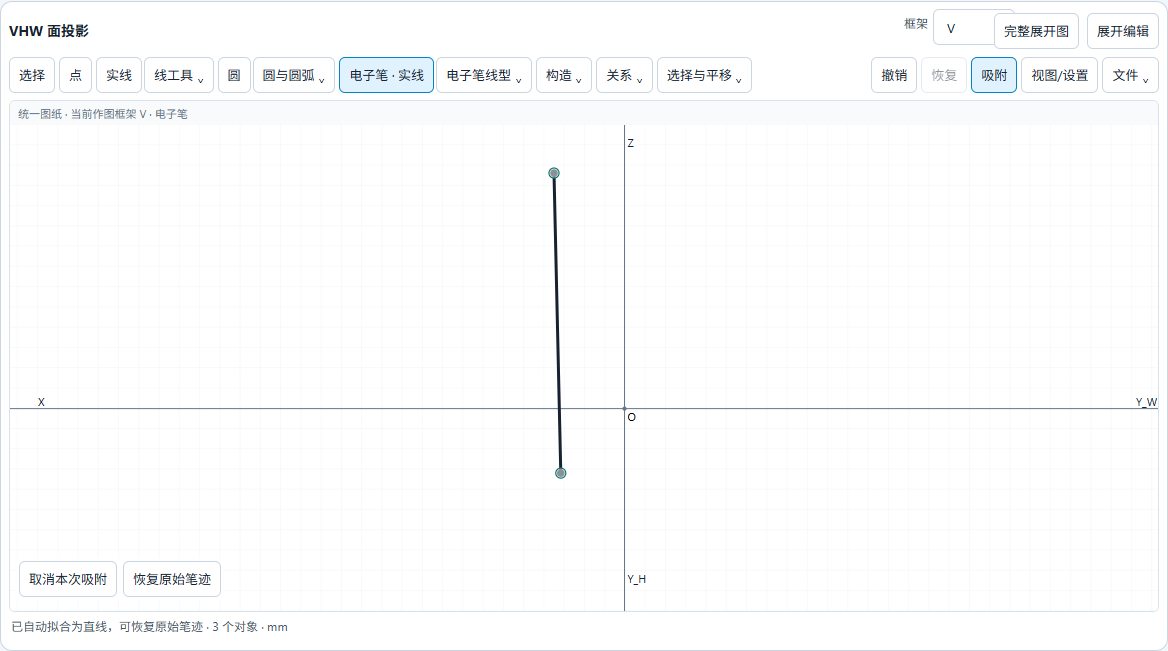 VHW 面投影
框架 V 完整展开图 展开编辑
选择 点 实线 线工具 圆 圆与圆弧 电子笔 · 实线 电子笔线型 构造 关系 选择与平移 撤销 恢复 吸附 视图/设置 文件
统一图纸 · 当前作图框架 V · 电子笔
Z
X
Y_W
O
Y_H
取消本次吸附 恢复原始笔迹
已自动拟合为直线，可恢复原始笔迹 · 3 个对象 · mm